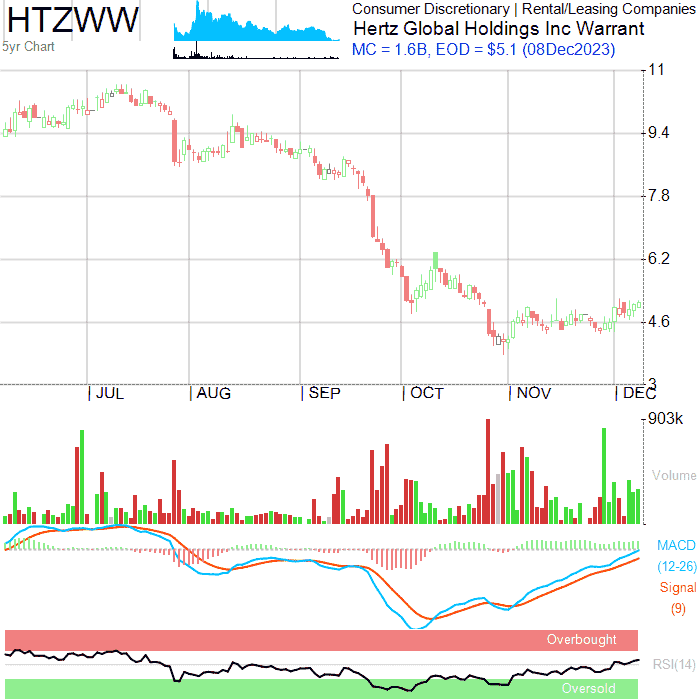 HTZWW
5yr Chart
Consumer Discretionary | Rental/Leasing Companies
Hertz Global Holdings Inc Warrant
MC = 1.6B, EOD = $5.1 (08Dec2023)
11
9.4
7.8
6.2
4.6
3
JUL AUG SEP OCT NOV DEC
903k
Volume
MACD
(12-26)
Signal
(9)
Overbought
RSI(14)
Oversold